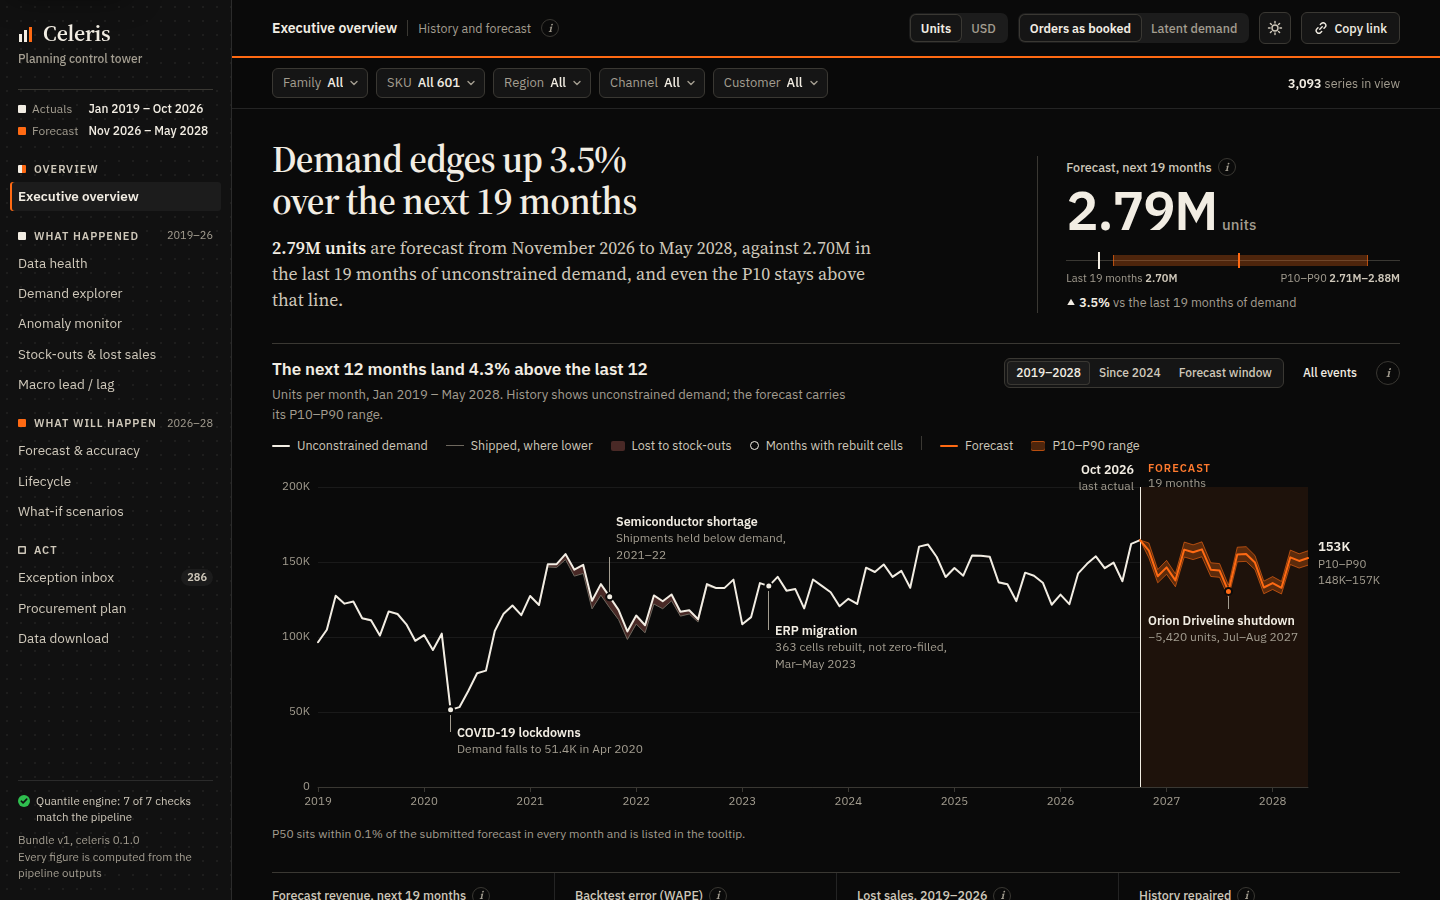 Celeris
Planning control tower
Actuals Jan 2019 – Oct 2026
Forecast Nov 2026 – May 2028
OVERVIEW
Executive overview
WHAT HAPPENED 2019–26
Data health
Demand explorer
Anomaly monitor
Stock-outs & lost sales
Macro lead / lag
WHAT WILL HAPPEN 2026–28
Forecast & accuracy
Lifecycle
What-if scenarios
ACT
Exception inbox 286
Procurement plan
Data download
Quantile engine: 7 of 7 checks
match the pipeline
Bundle v1, celeris 0.1.0
Every figure is computed from the
pipeline outputs
Executive overview History and forecast i
Units USD
Orders as booked Latent demand
Copy link
Family All
SKU All 601
Region All
Channel All
Customer All
3,093 series in view
Demand edges up 3.5%
over the next 19 months
2.79M units are forecast from November 2026 to May 2028, against 2.70M in
the last 19 months of unconstrained demand, and even the P10 stays above
that line.
Forecast, next 19 months i
2.79M units
Last 19 months 2.70M P10–P90 2.71M–2.88M
▲ 3.5% vs the last 19 months of demand
The next 12 months land 4.3% above the last 12
Units per month, Jan 2019 – May 2028. History shows unconstrained demand; the forecast carries
its P10–P90 range.
2019–2028 Since 2024 Forecast window All events i
Unconstrained demand Shipped, where lower Lost to stock-outs Months with rebuilt cells Forecast P10–P90 range
Oct 2026
last actual
FORECAST
19 months
200K
150K
100K
50K
0
Semiconductor shortage
Shipments held below demand,
2021–22
ERP migration
363 cells rebuilt, not zero-filled,
Mar–May 2023
COVID-19 lockdowns
Demand falls to 51.4K in Apr 2020
Orion Driveline shutdown
−5,420 units, Jul–Aug 2027
153K
P10–P90
148K–157K
2019 2020 2021 2022 2023 2024 2025 2026 2027 2028
P50 sits within 0.1% of the submitted forecast in every month and is listed in the tooltip.
Forecast revenue, next 19 months i
Backtest error (WAPE) i
Lost sales, 2019–2026 i
History repaired i